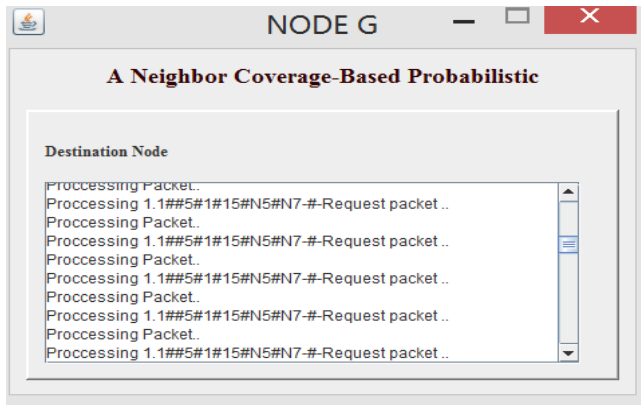 NODE G
A Neighbor Coverage-Based Probabilistic
Destination Node
Proccessing Packet..
Proccessing 1.1##5#1#15#N5#N7-#-Request packet ..
Proccessing Packet..
Proccessing 1.1##5#1#15#N5#N7-#-Request packet ..
Proccessing Packet..
Proccessing 1.1##5#1#15#N5#N7-#-Request packet ..
Proccessing Packet..
Proccessing 1.1##5#1#15#N5#N7-#-Request packet ..
Proccessing Packet..
Proccessing 1.1##5#1#15#N5#N7-#-Request packet ..